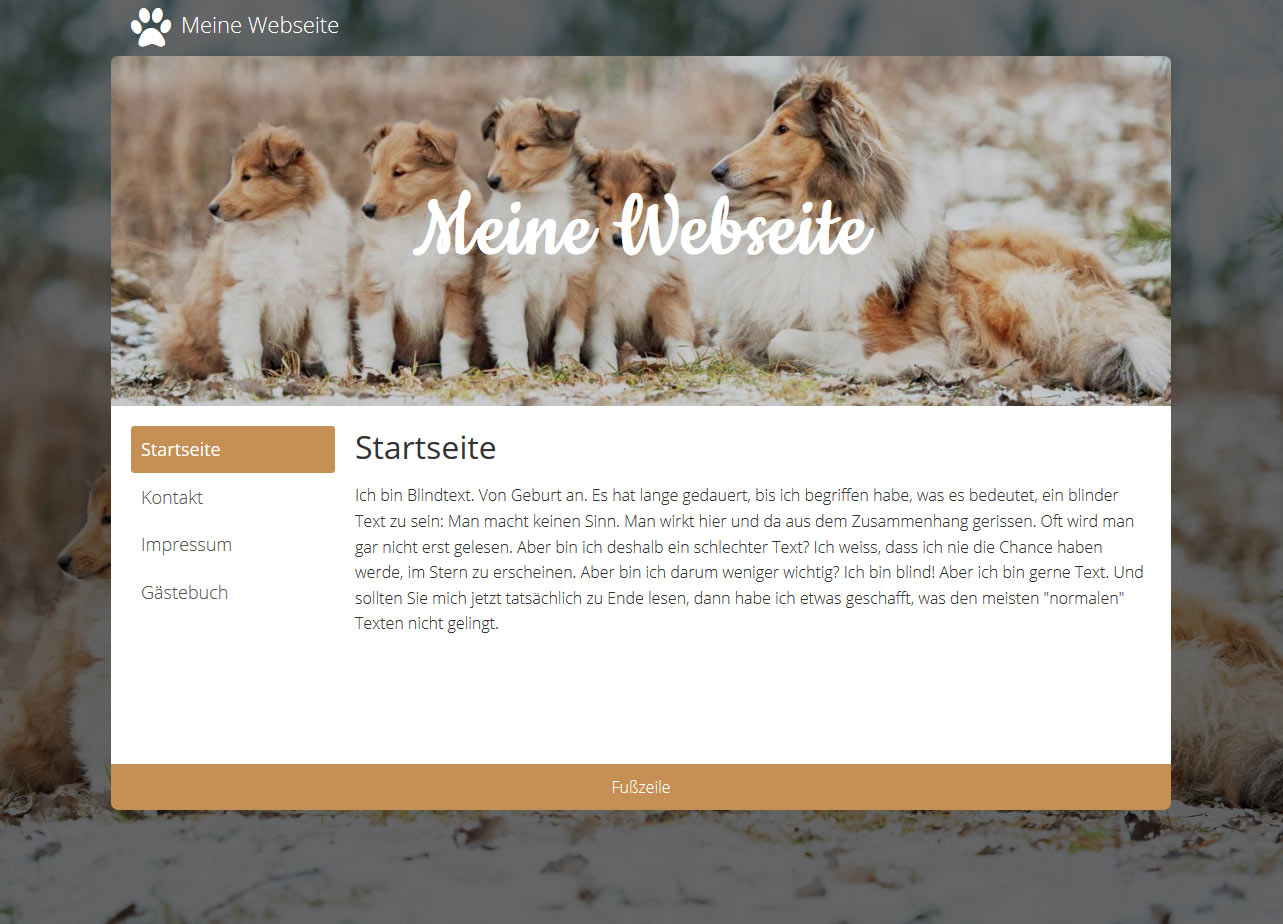 Meine Webseite
Meine Webseite
Startseite
Kontakt
Impressum
Gästebuch
Startseite
Ich bin Blindtext. Von Geburt an. Es hat lange gedauert, bis ich begriffen habe, was es bedeutet, ein blinder
Text zu sein: Man macht keinen Sinn. Man wirkt hier und da aus dem Zusammenhang gerissen. Oft wird man
gar nicht erst gelesen. Aber bin ich deshalb ein schlechter Text? Ich weiss, dass ich nie die Chance haben
werde, im Stern zu erscheinen. Aber bin ich darum weniger wichtig? Ich bin blind! Aber ich bin gerne Text. Und
sollten Sie mich jetzt tatsächlich zu Ende lesen, dann habe ich etwas geschafft, was den meisten "normalen"
Texten nicht gelingt.
Fußzeile